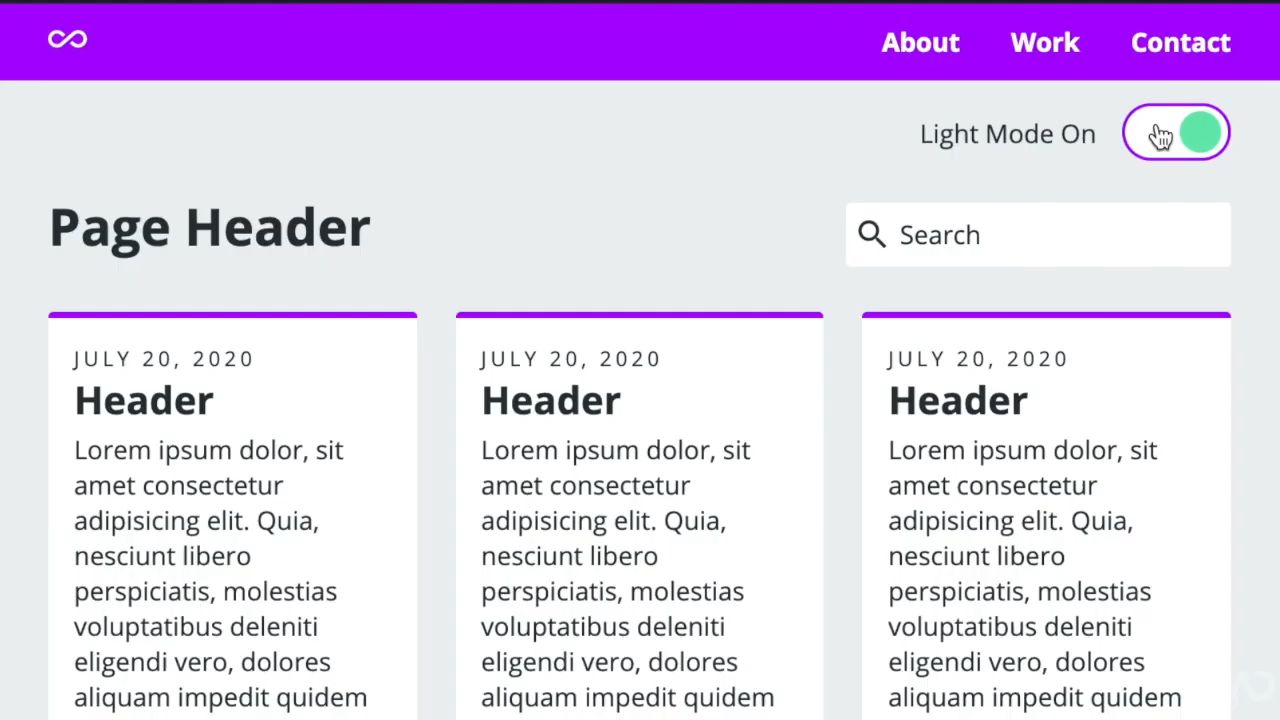 About Work Contact
Light Mode On
Page Header
Search
JULY 20, 2020
Header
Lorem ipsum dolor, sit
amet consectetur
adipisicing elit. Quia,
nesciunt libero
perspiciatis, molestias
voluptatibus deleniti
eligendi vero, dolores
aliquam impedit quidem
JULY 20, 2020
Header
Lorem ipsum dolor, sit
amet consectetur
adipisicing elit. Quia,
nesciunt libero
perspiciatis, molestias
voluptatibus deleniti
eligendi vero, dolores
aliquam impedit quidem
JULY 20, 2020
Header
Lorem ipsum dolor, sit
amet consectetur
adipisicing elit. Quia,
nesciunt libero
perspiciatis, molestias
voluptatibus deleniti
eligendi vero, dolores
aliquam impedit quidem